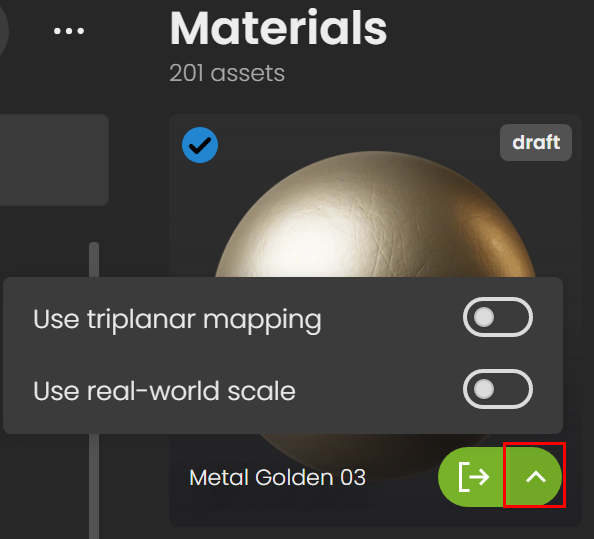 Materials
201 assets
draft
Use triplanar mapping
Use real-world scale
Metal Golden 03